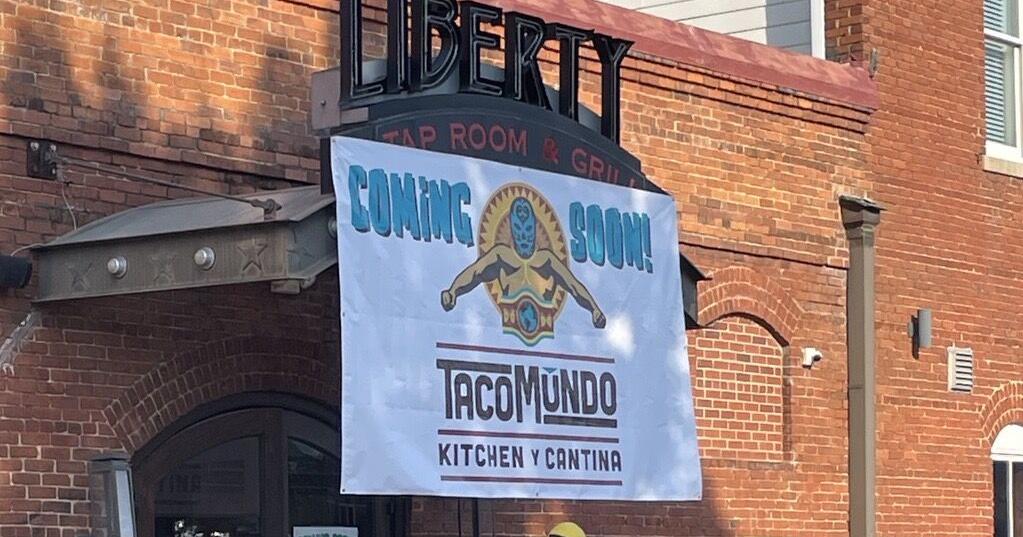 LIBERTY
TAP ROOM & GRILL
COMING SOON!
TACOMUNDO
KITCHEN Y CANTINA